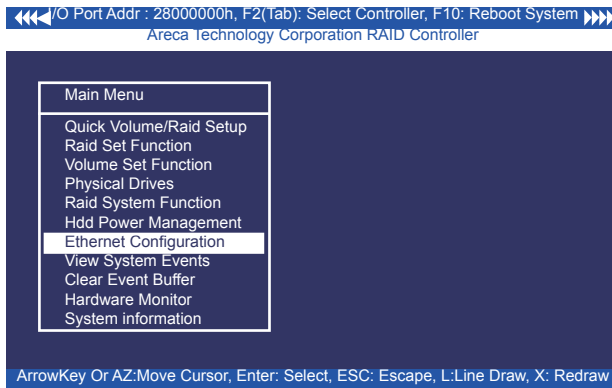 /O Port Addr : 28000000h, F2(Tab): Select Controller, F10: Reboot System
Areca Technology Corporation RAID Controller
Main Menu
Quick Volume/Raid Setup
Raid Set Function
Volume Set Function
Physical Drives
Raid System Function
Hdd Power Management
Ethernet Configuration
View System Events
Clear Event Buffer
Hardware Monitor
System information
ArrowKey Or AZ:Move Cursor, Enter: Select, ESC: Escape, L:Line Draw, X: Redraw